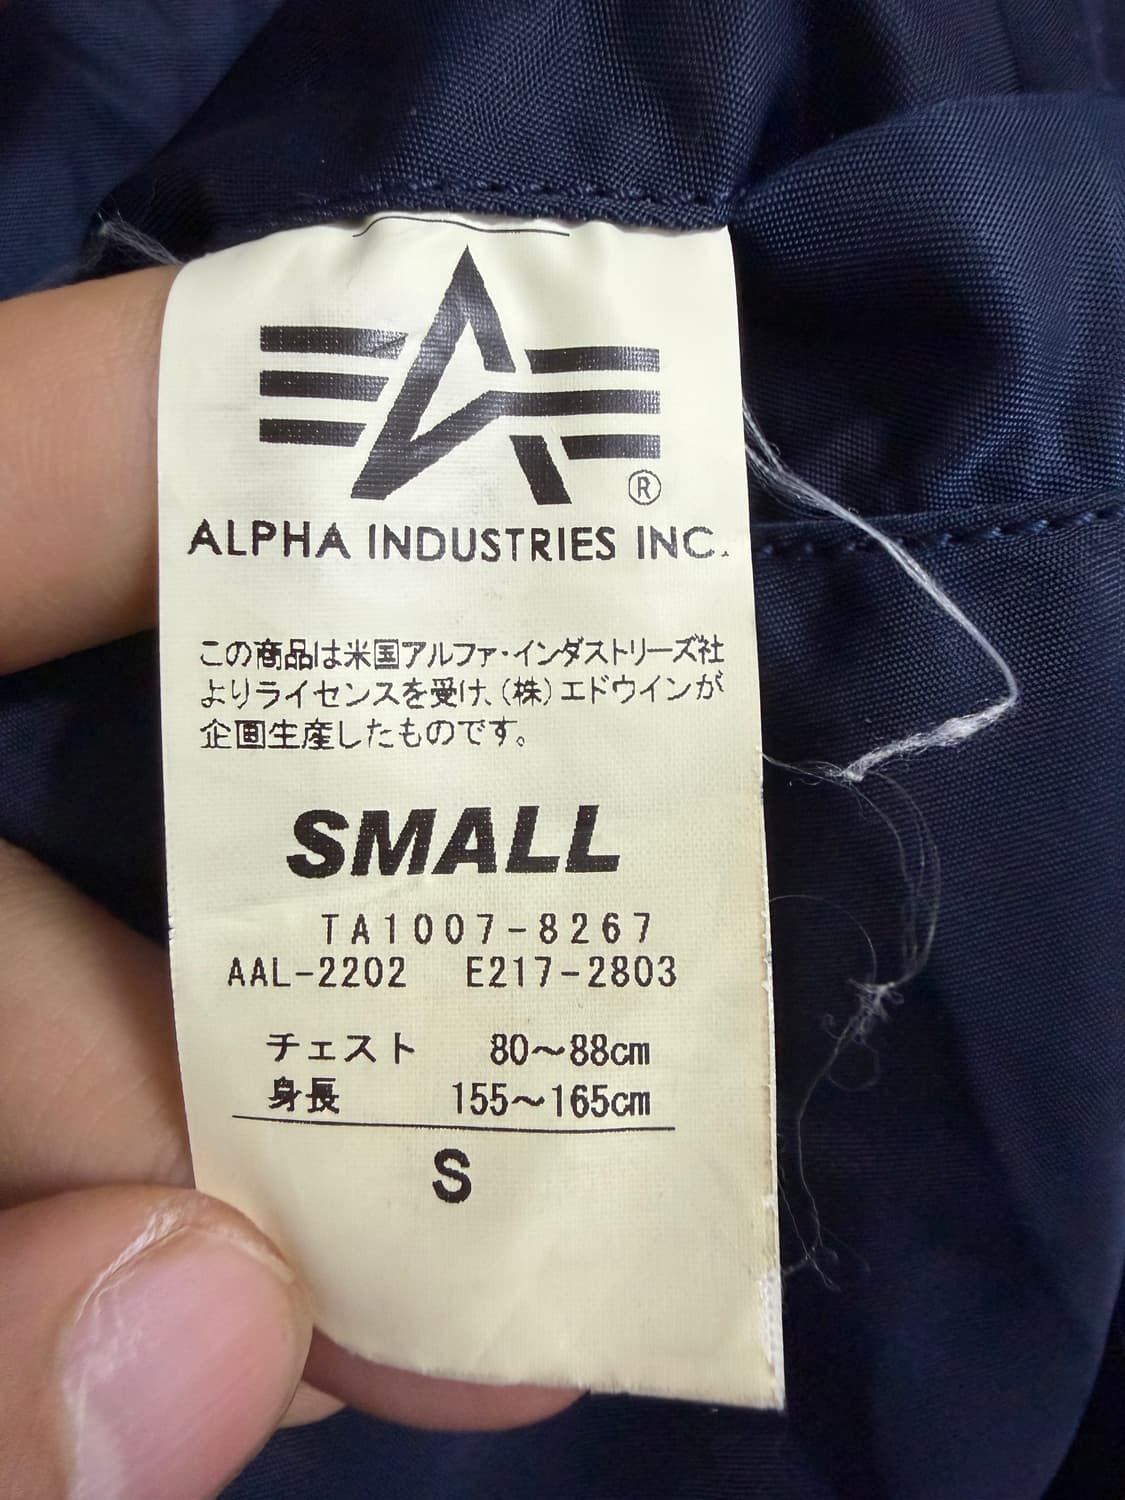 ®
ALPHA INDUSTRIES INC.
この商品は米国アルファ・インダストリーズ社
よりライセンスを受け、(株)エドウインが
企画生産したものです。
SMALL
TA1007-8267
AAL-2202 E217-2803
チェスト 80～88cm
身長 155～165cm
S